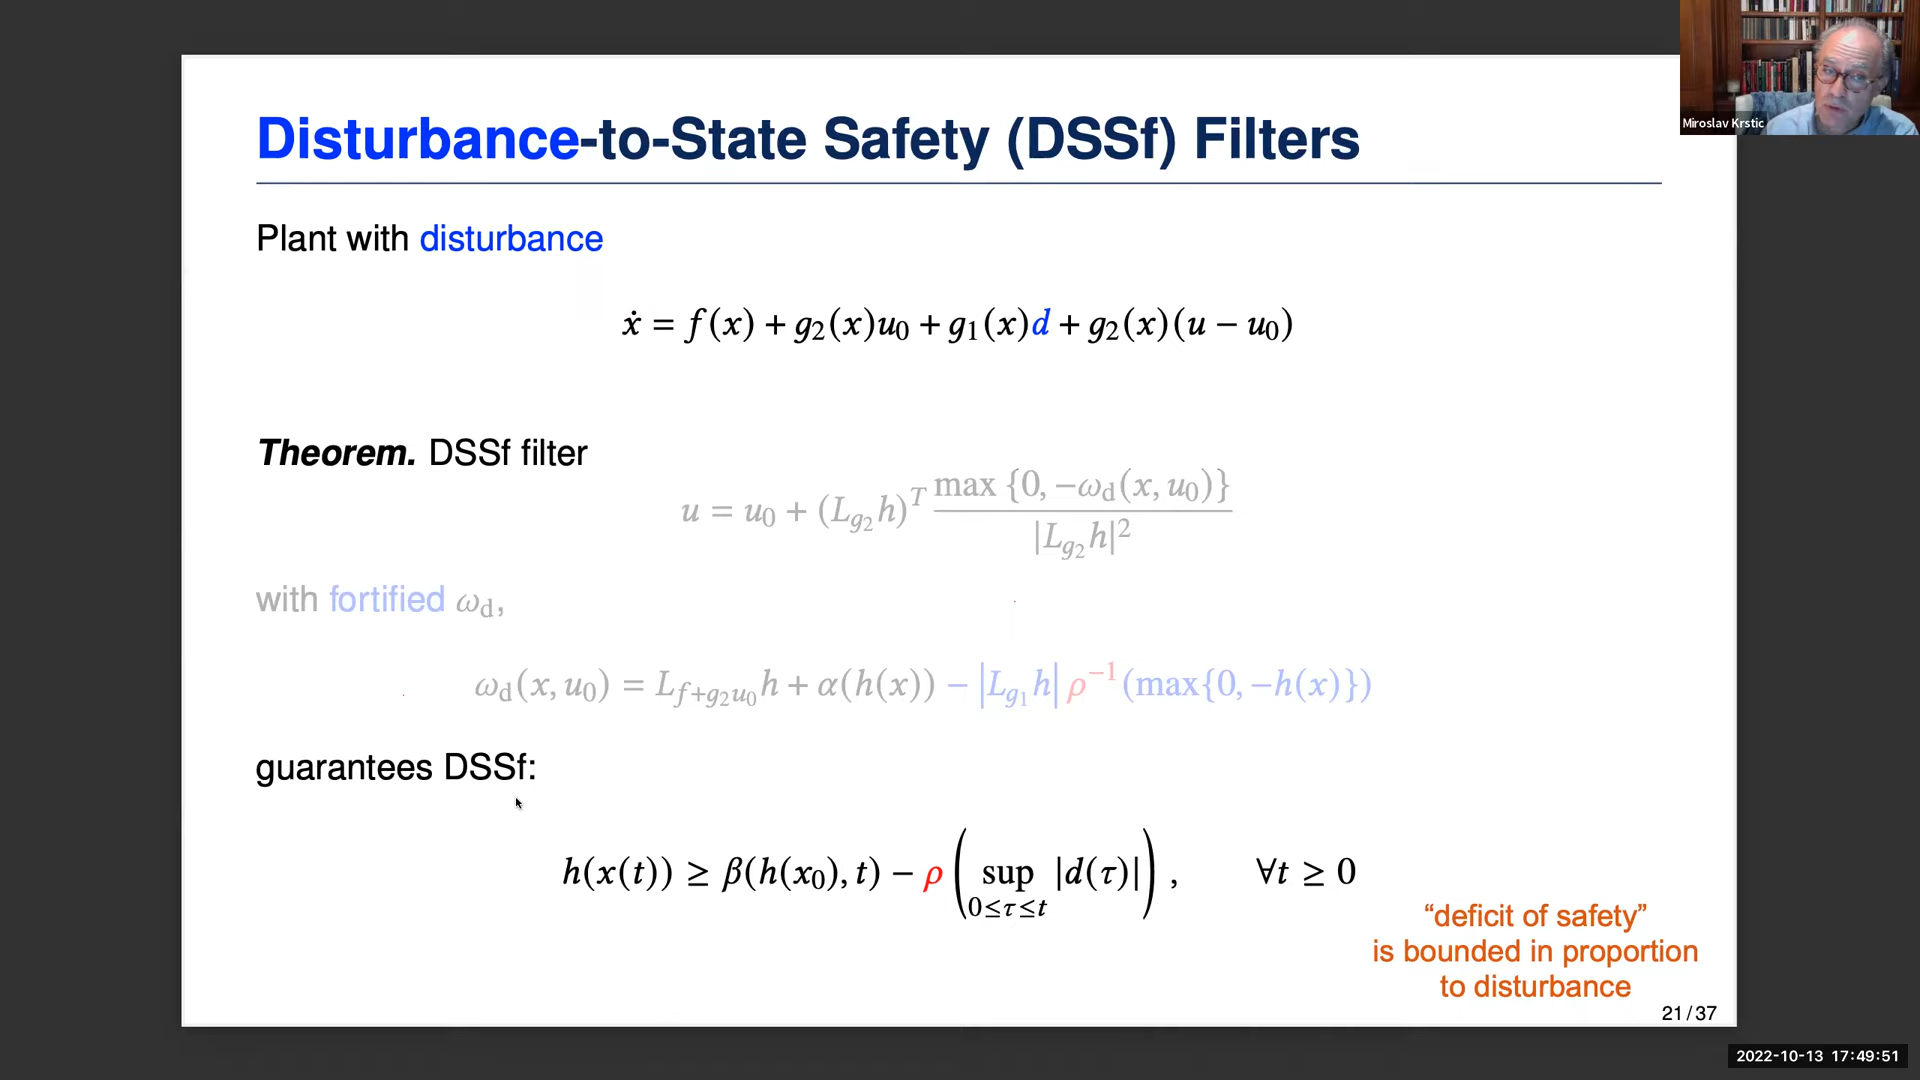 Miroslav Krstic
Disturbance-to-State Safety (DSSf) Filters
Plant with disturbance
ẋ = f(x) + g₂(x)u₀ + g₁(x)d + g₂(x)(u − u₀)
Theorem. DSSf filter
u = u₀ + (L_{g₂}h)^T \frac{max {0, −ω_d(x, u₀)}}{|L_{g₂}h|²}
with fortified ω_d,
ω_d(x, u₀) = L_{f+g₂u₀}h + α(h(x)) − |L_{g₁}h| ρ⁻¹(max{0, −h(x)})
guarantees DSSf:
h(x(t)) ≥ β(h(x₀), t) − ρ(sup_{0≤τ≤t} |d(τ)|), ∀t ≥ 0
“deficit of safety”
is bounded in proportion
to disturbance
21/37
2022-10-13 17:49:51